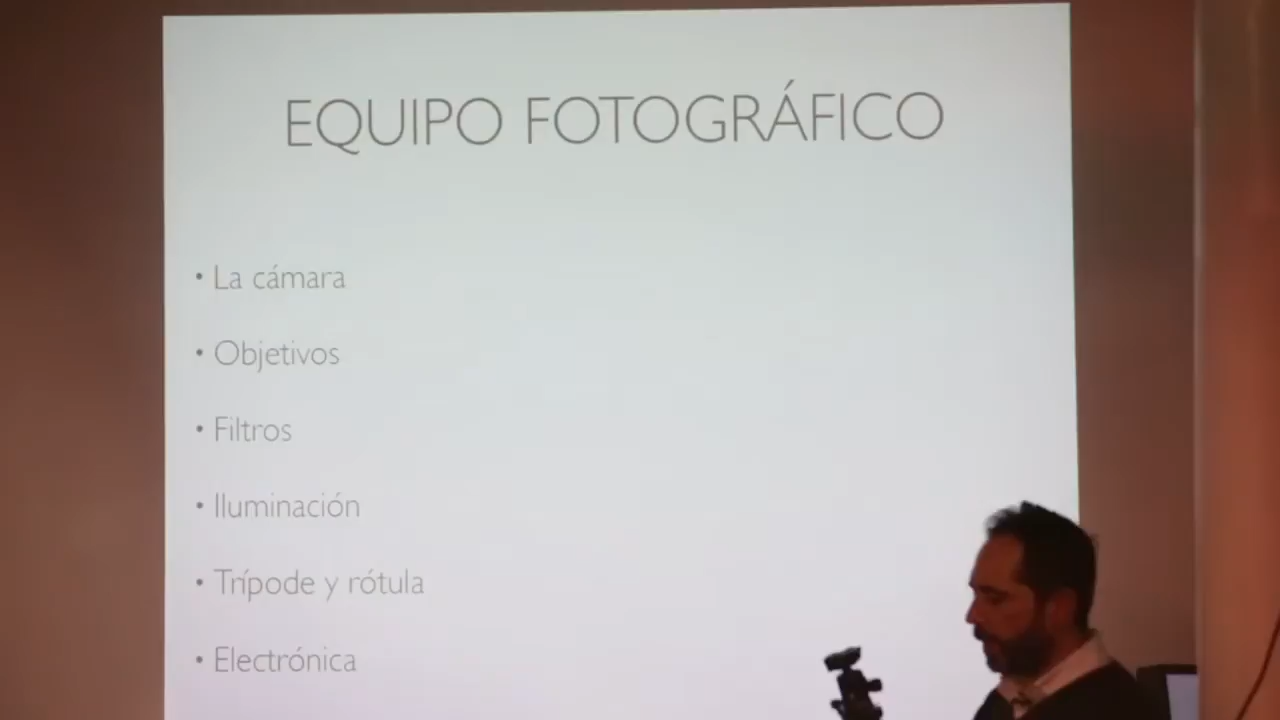 EQUIPO FOTOGRÁFICO
• La cámara
• Objetivos
• Filtros
• Iluminación
• Trípode y rótula
• Electrónica